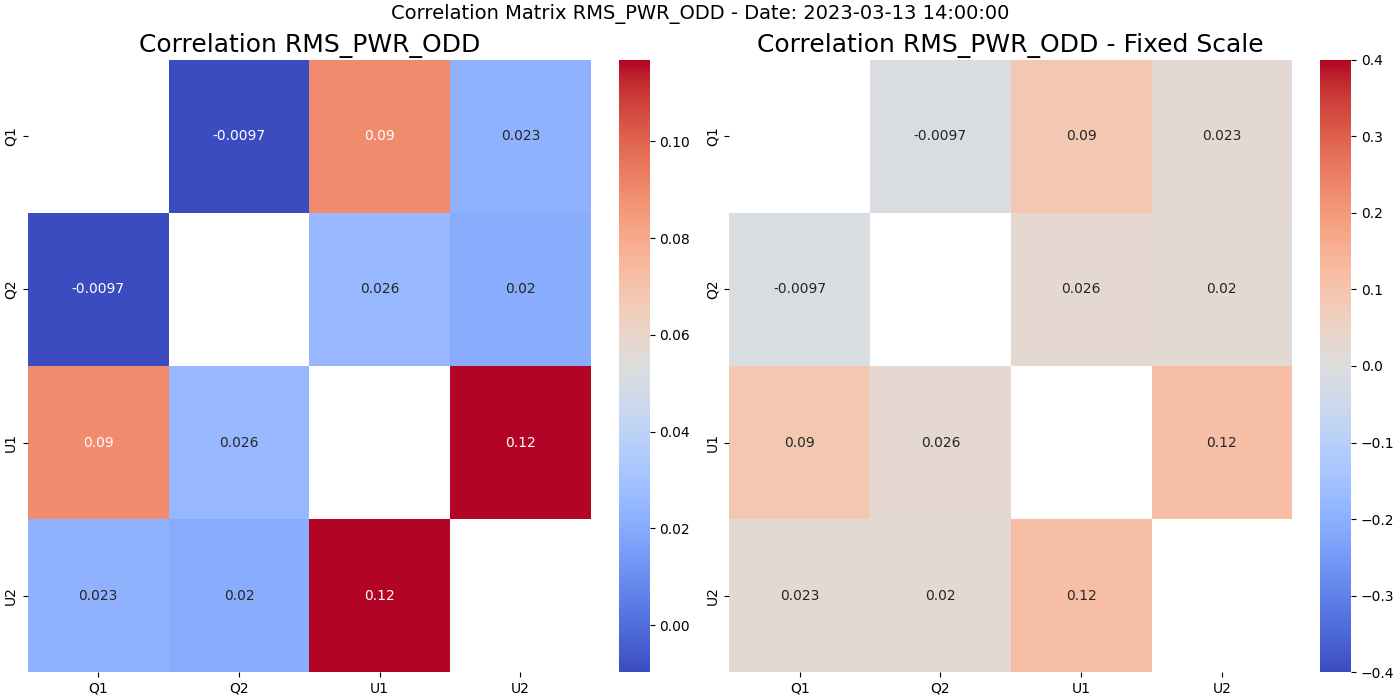 Correlation Matrix RMS_PWR_ODD - Date: 2023-03-13 14:00:00
Correlation RMS_PWR_ODD
Q1
-0.0097
0.09
0.023
Q2
-0.0097
0.026
0.02
U1
0.09
0.026
0.12
U2
0.023
0.02
0.12
Q1
Q2
U1
U2
0.10
0.08
0.06
0.04
0.02
0.00
Correlation RMS_PWR_ODD - Fixed Scale
Q1
-0.0097
0.09
0.023
Q2
-0.0097
0.026
0.02
U1
0.09
0.026
0.12
U2
0.023
0.02
0.12
Q1
Q2
U1
U2
0.4
0.3
0.2
0.1
0.0
−0.1
−0.2
−0.3
−0.4